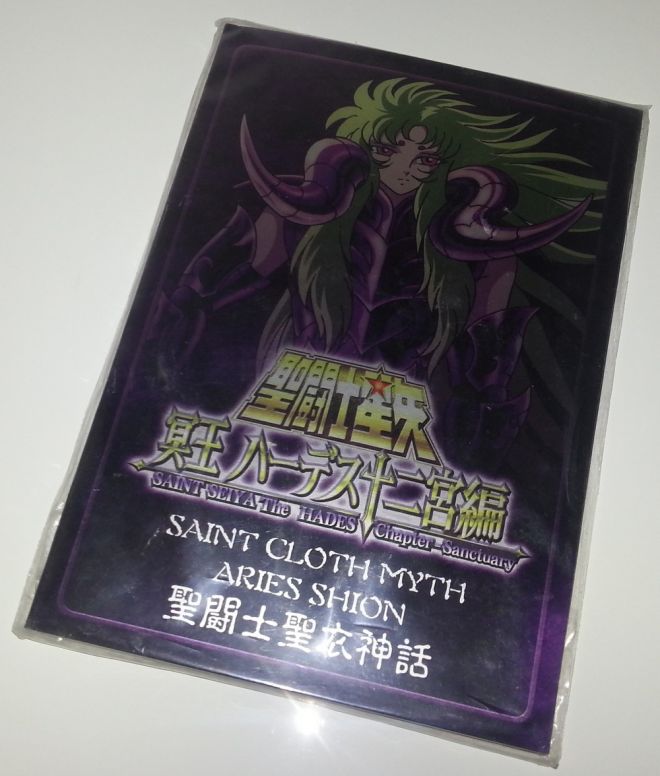 聖闘士星矢
冥王 ハーデス十二宮編
SAINT SEIYA The HADES Chapter-Sanctuary
SAINT CLOTH MYTH
ARIES SHION
聖闘士聖衣神話